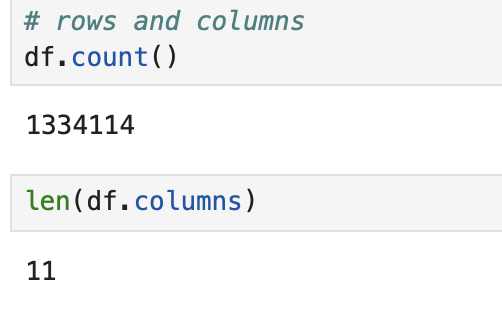 # rows and columns
df.count()
1334114
len(df.columns)
11